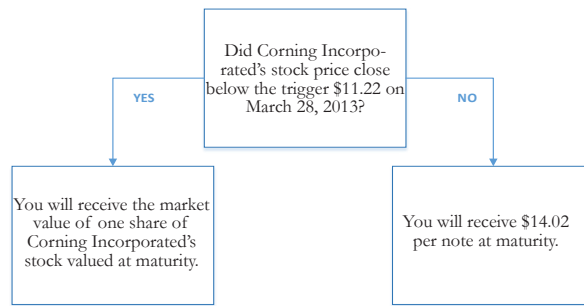 Did Corning Incorpo-
rated's stock price close
below the trigger $11.22 on
March 28, 2013?
YES
NO
You will receive the market
value of one share of
Corning Incorporated's
stock valued at maturity.
You will receive $14.02
per note at maturity.